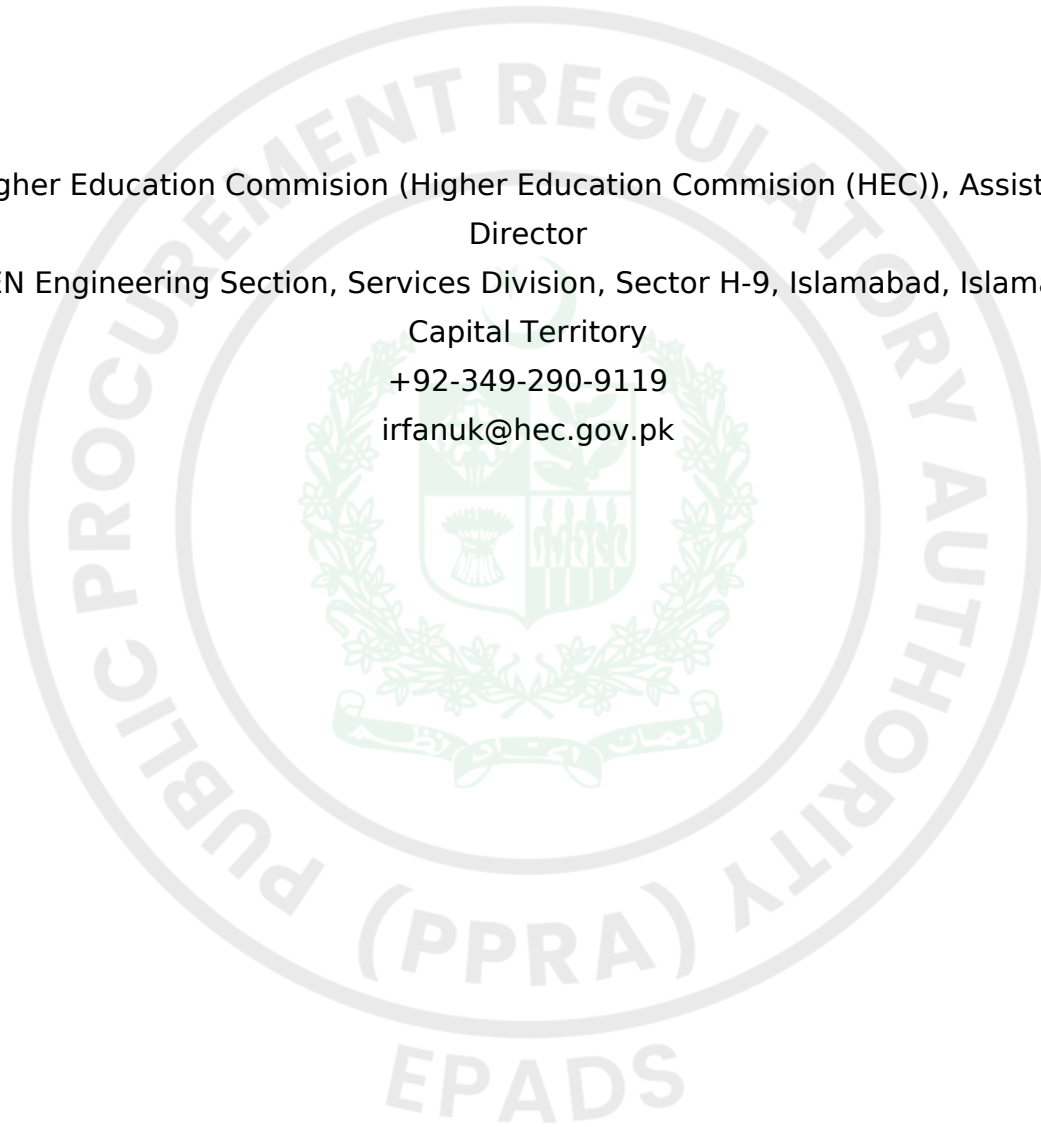 gher Education Commision (Higher Education Commision (HEC)), Assist
Director
EN Engineering Section, Services Division, Sector H-9, Islamabad, Islama
Capital Territory
+92-349-290-9119
irfanuk@hec.gov.pk
PUBLIC PROCUREMENT REGULATORY AUTHORITY
(PPRA)
EPADS